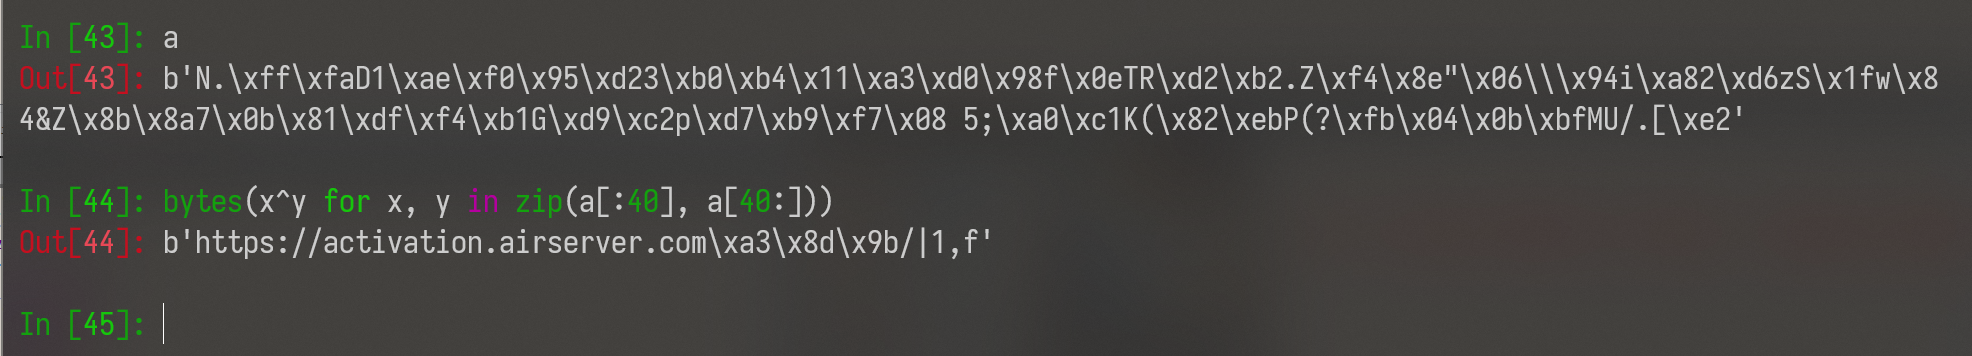 In [43]: a
Out[43]: b'N.\xff\xfaD1\xae\xf0\x95\xd23\xb0\xb4\x11\xa3\xd0\x98f\x0eTR\xd2\xb2.Z\xf4\x8e"\x06\\\x94i\xa82\xd6zS\x1fw\x8
4&Z\x8b\x8a7\x0b\x81\xdf\xf4\xb1G\xd9\xc2p\xd7\xb9\xf7\x08 5;\xa0\xc1K(\x82\xebP(?\xfb\x04\x0b\xbfMU/.[\xe2'
In [44]: bytes(x^y for x, y in zip(a[:40], a[40:]))
Out[44]: b'https://activation.airserver.com\xa3\x8d\x9b/|1,f'
In [45]: